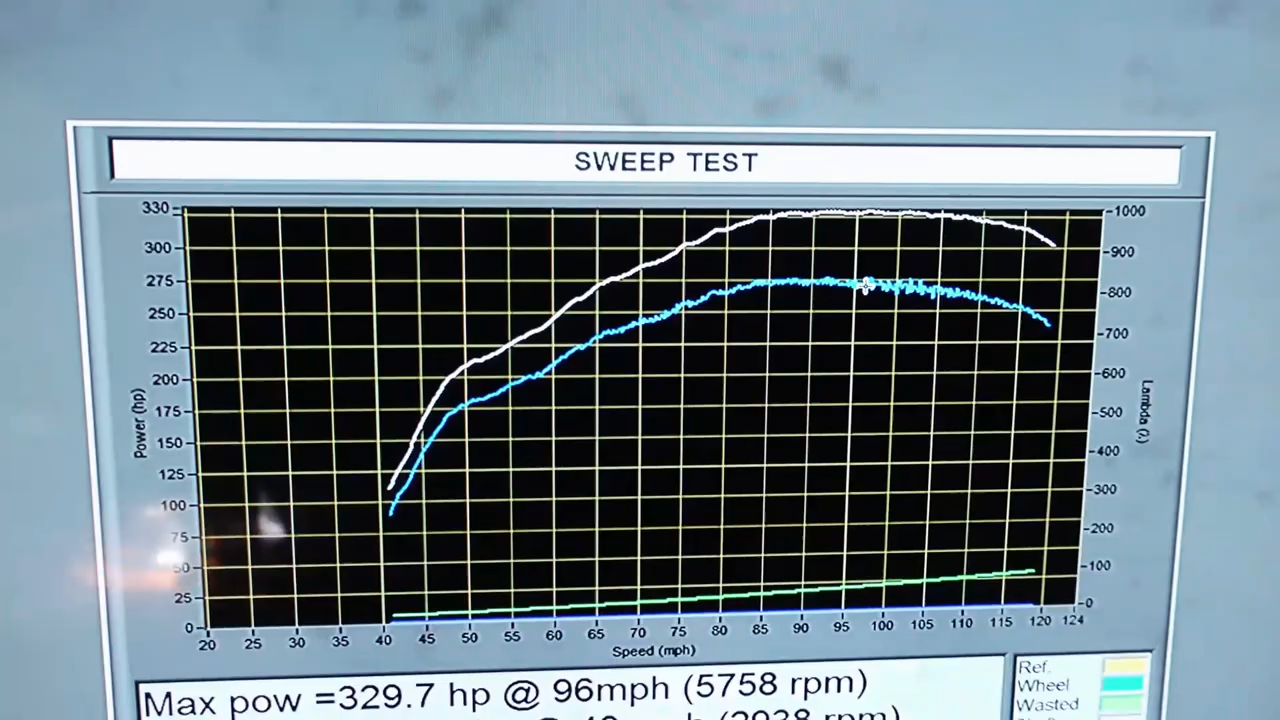 SWEEP TEST
330
300
275
250
225
200
175
150
125
100
75
50
25
0
Power (hp)
1000
900
800
700
600
500
400
300
200
100
0
Lambda (λ)
20 25 30 35 40 45 50 55 60 65 70 75 80 85 90 95 100 105 110 115 120 124
Speed (mph)
Max pow =329.7 hp @ 96mph (5758 rpm)
(2938 rpm)
Ref.
Wheel
Wasted